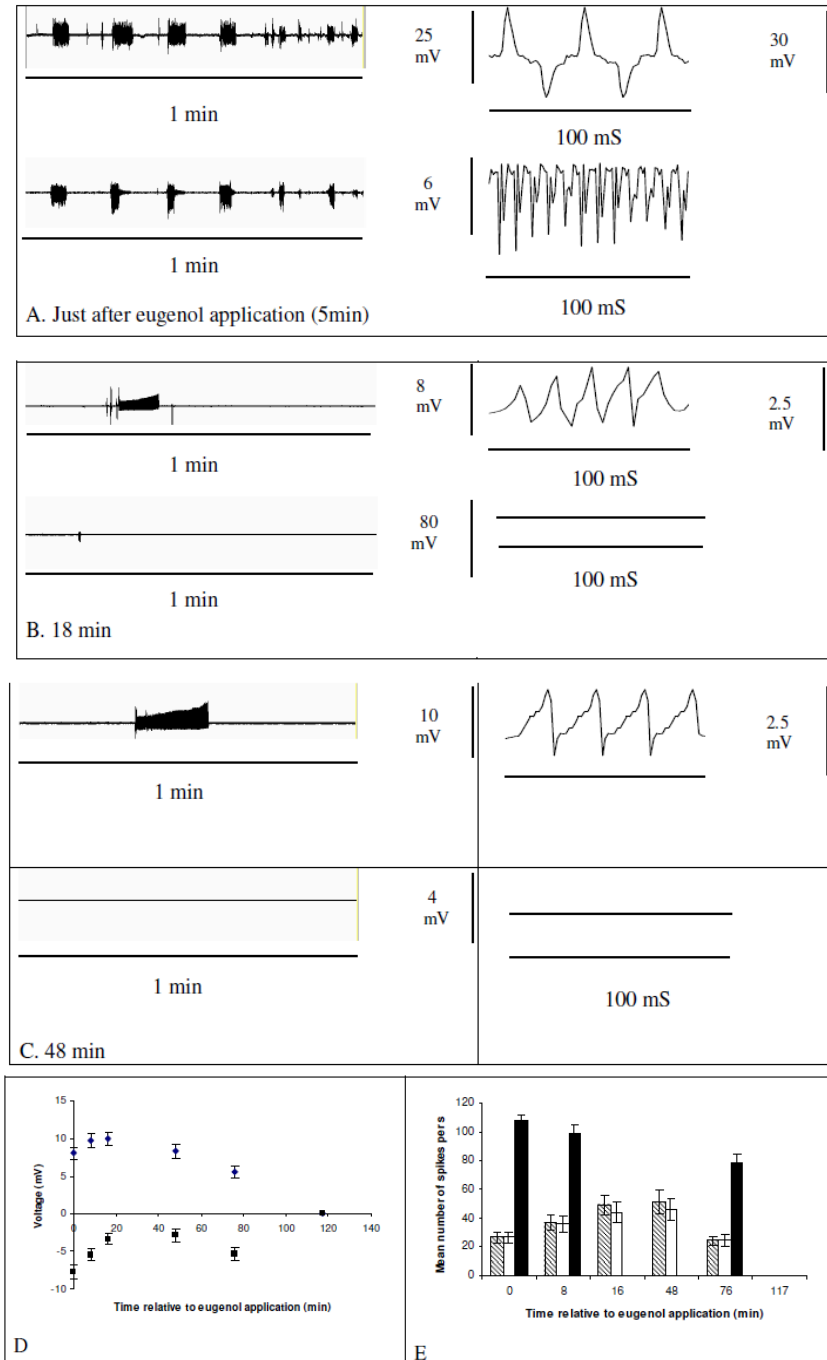 25
mV
30
mV
1 min
100 mS
6
mV
1 min
100 mS
A. Just after eugenol application (5min)
8
mV
2.5
mV
1 min
100 mS
80
mV
1 min
100 mS
B. 18 min
10
mV
2.5
mV
1 min
4
mV
1 min
100 mS
C. 48 min
15
10
5
0
-5
-10
Voltage (mV)
0 20 40 60 80 100 120 140
Time relative to eugenol application (min)
D
120
100
80
60
40
20
0
Mean number of spikes per s
0 8 16 48 76 117
Time relative to eugenol application (min)
E